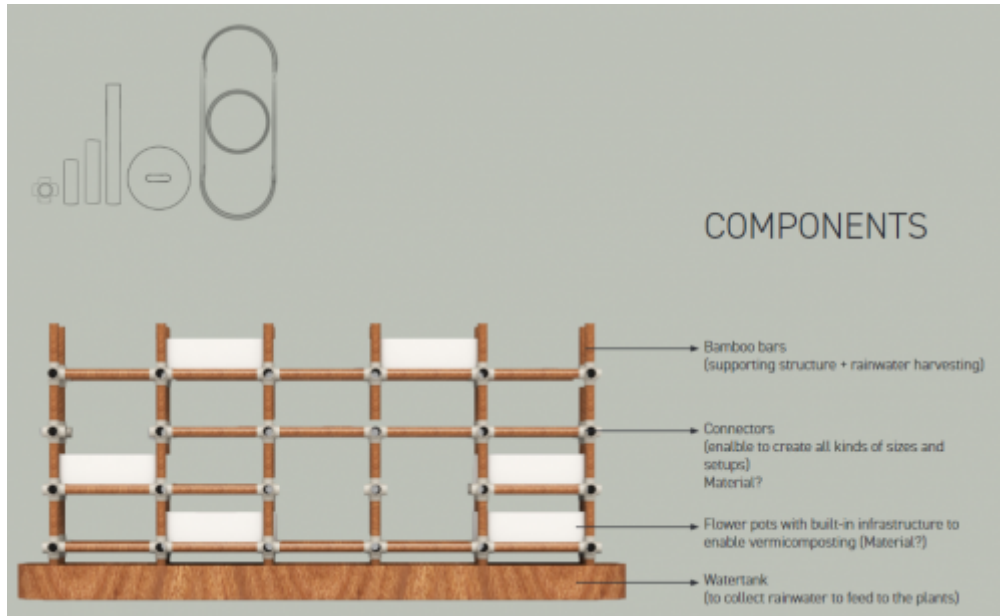 COMPONENTS
Bamboo bars
(supporting structure + rainwater harvesting)
Connectors
(enalble to create all kinds of sizes and
setups)
Material?
Flower pots with built-in infrastructure to
enable vermicomposting (Material?)
Watertank
(to collect rainwater to feed to the plants)